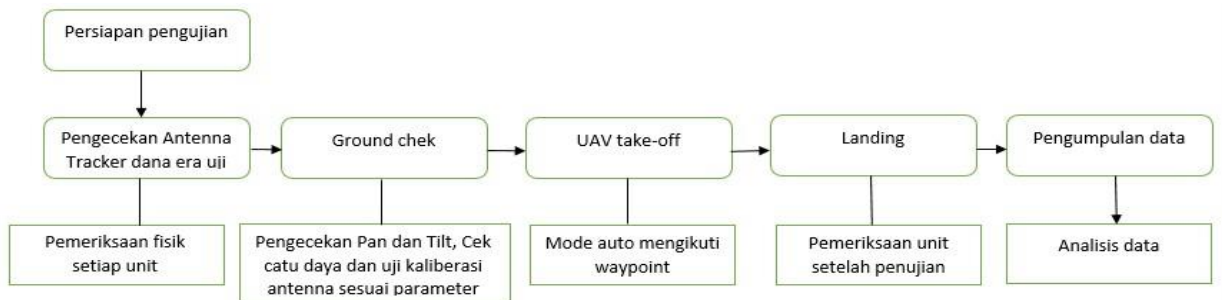 Persiapan pengujian
Pengecekan Antenna
Tracker dana era uji
Ground chek
UAV take-off
Landing
Pengumpulan data
Pemeriksaan fisik
setiap unit
Pengecekan Pan dan Tilt, Cek
catu daya dan uji kaliberasi
antenna sesuai parameter
Mode auto mengikuti
waypoint
Pemeriksaan unit
setelah penujian
Analisis data